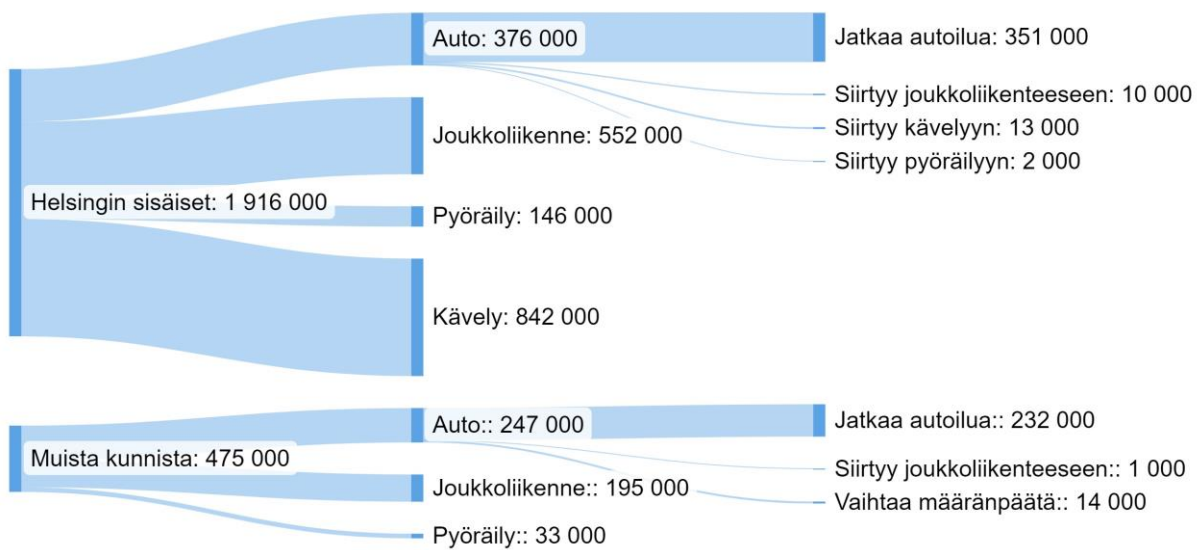 Auto: 376 000
Jatkaa autoilua: 351 000
Siirtyy joukkoliikenteeseen: 10 000
Joukkoliikenne: 552 000
Siirtyy kävelyyn: 13 000
Siirtyy pyöräilyyn: 2 000
Helsingin sisäiset: 1 916 000
Pyöräily: 146 000
Kävely: 842 000
Auto:: 247 000
Jatkaa autoilua:: 232 000
Muista kunnista: 475 000
Siirtyy joukkoliikenteeseen:: 1 000
Joukkoliikenne:: 195 000
Vaihtaa määränpäätä:: 14 000
Pyöräily:: 33 000